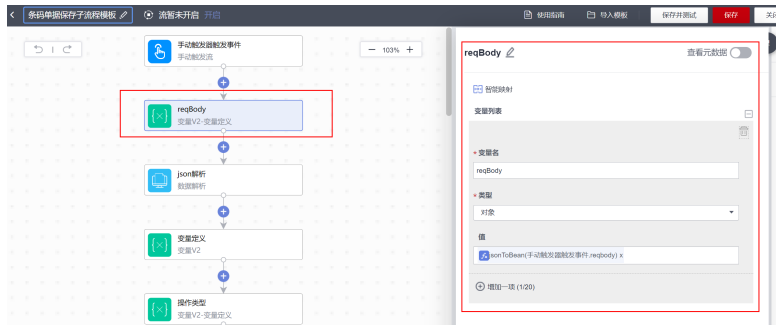 条码单据保存子流程模板
流暂未开启 开启
使用指南
导入模板
保存并测试
保存
关闭
手动触发器触发事件
手动触发流
103%
reqBody
变量V2-变量定义
json解析
数据解析
变量定义
变量V2
操作类型
变量V2-变量定义
reqBody
查看元数据
智能映射
变量列表
* 变量名
reqBody
* 类型
对象
值
jsonToBean(手动触发器触发事件.reqbody) x
增加一项 (1/20)